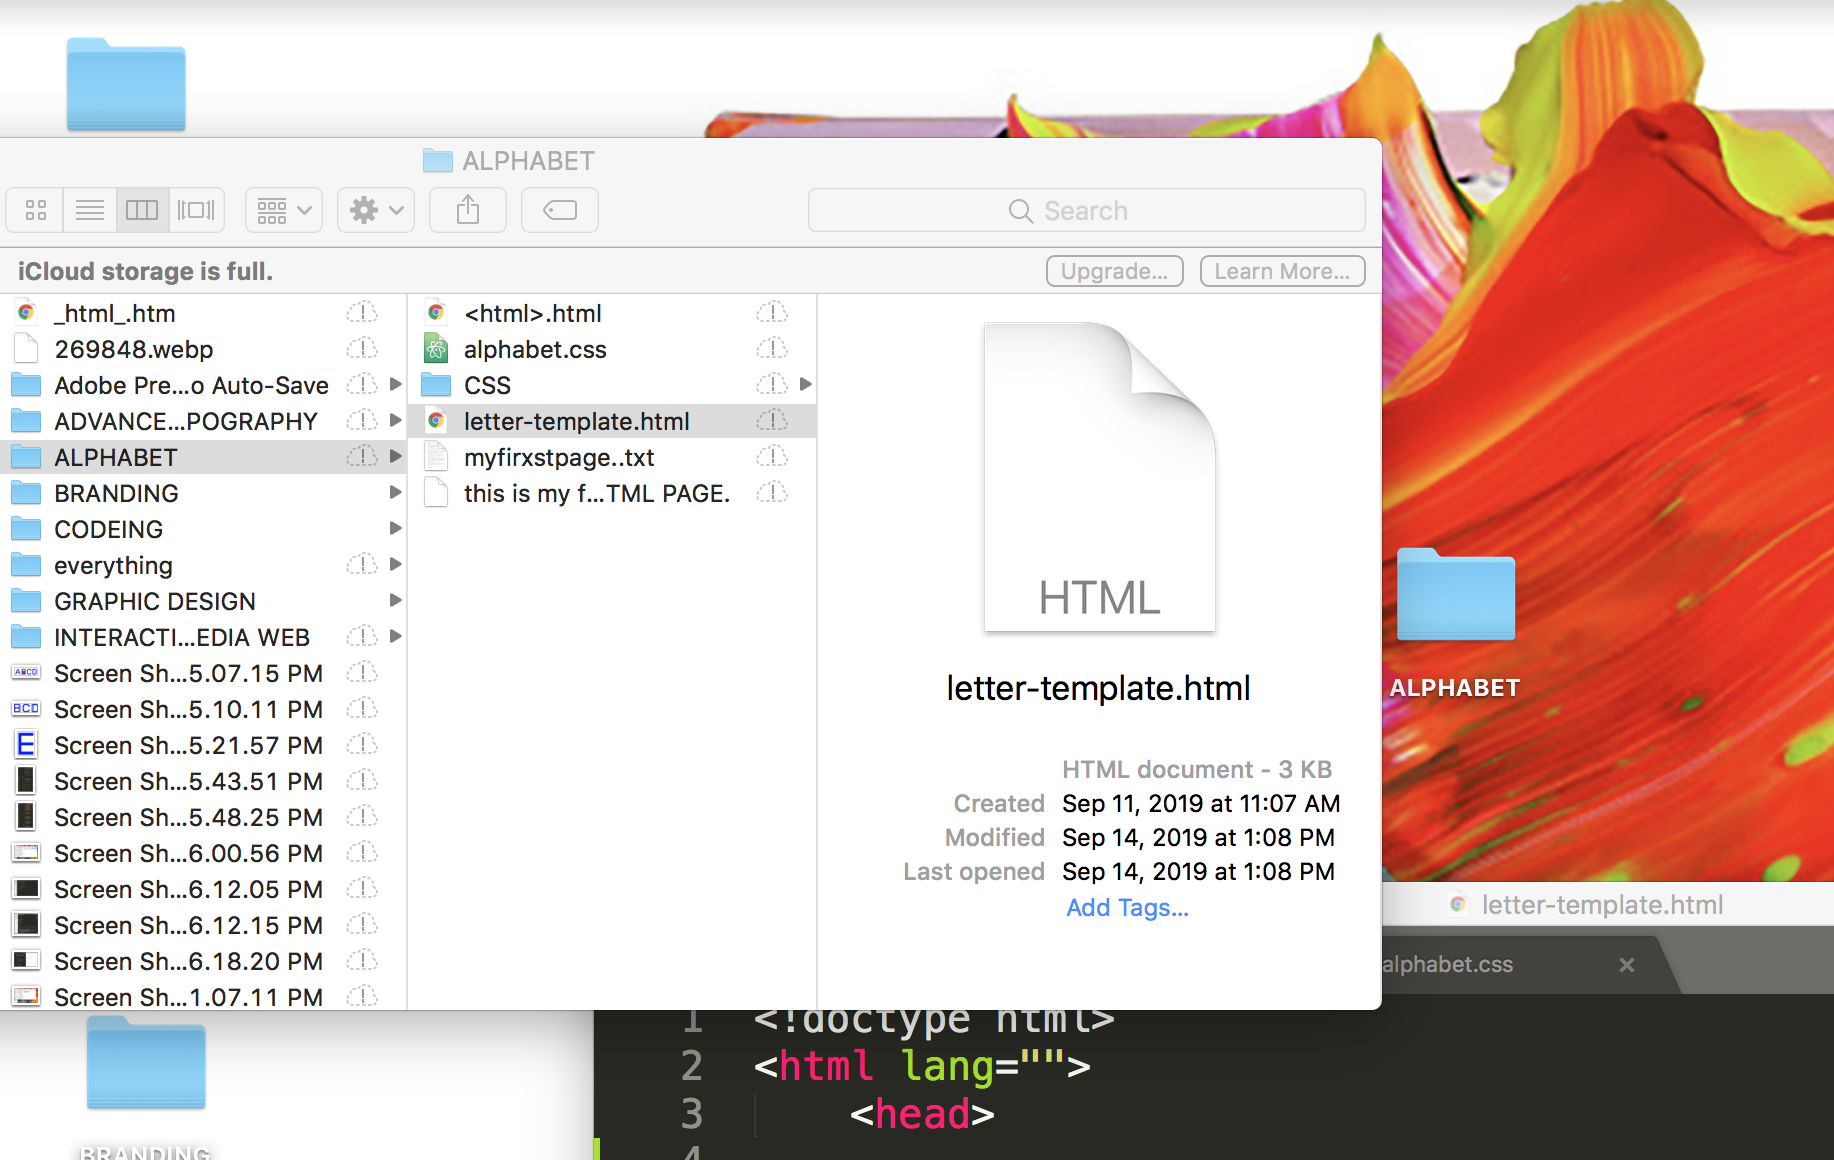 ALPHABET
Search
iCloud storage is full.
Upgrade...
Learn More...
_html_.htm
269848.webp
Adobe Pre...o Auto-Save
ADVANCE...POGRAPHY
ALPHABET
BRANDING
CODEING
everything
GRAPHIC DESIGN
INTERACTI...EDIA WEB
Screen Sh...5.07.15 PM
Screen Sh...5.10.11 PM
Screen Sh...5.21.57 PM
Screen Sh...5.43.51 PM
Screen Sh...5.48.25 PM
Screen Sh...6.00.56 PM
Screen Sh...6.12.05 PM
Screen Sh...6.12.15 PM
Screen Sh...6.18.20 PM
Screen Sh...1.07.11 PM
ABCD
BCD
E
<html>.html
alphabet.css
CSS
letter-template.html
myfirxstpage..txt
this is my f...TML PAGE.
HTML
letter-template.html
HTML document - 3 KB
Created Sep 11, 2019 at 11:07 AM
Modified Sep 14, 2019 at 1:08 PM
Last opened Sep 14, 2019 at 1:08 PM
Add Tags...
ALPHABET
letter-template.html
alphabet.css
1 <!doctype html>
2 <html lang="">
3 <head>
4
BRANDING